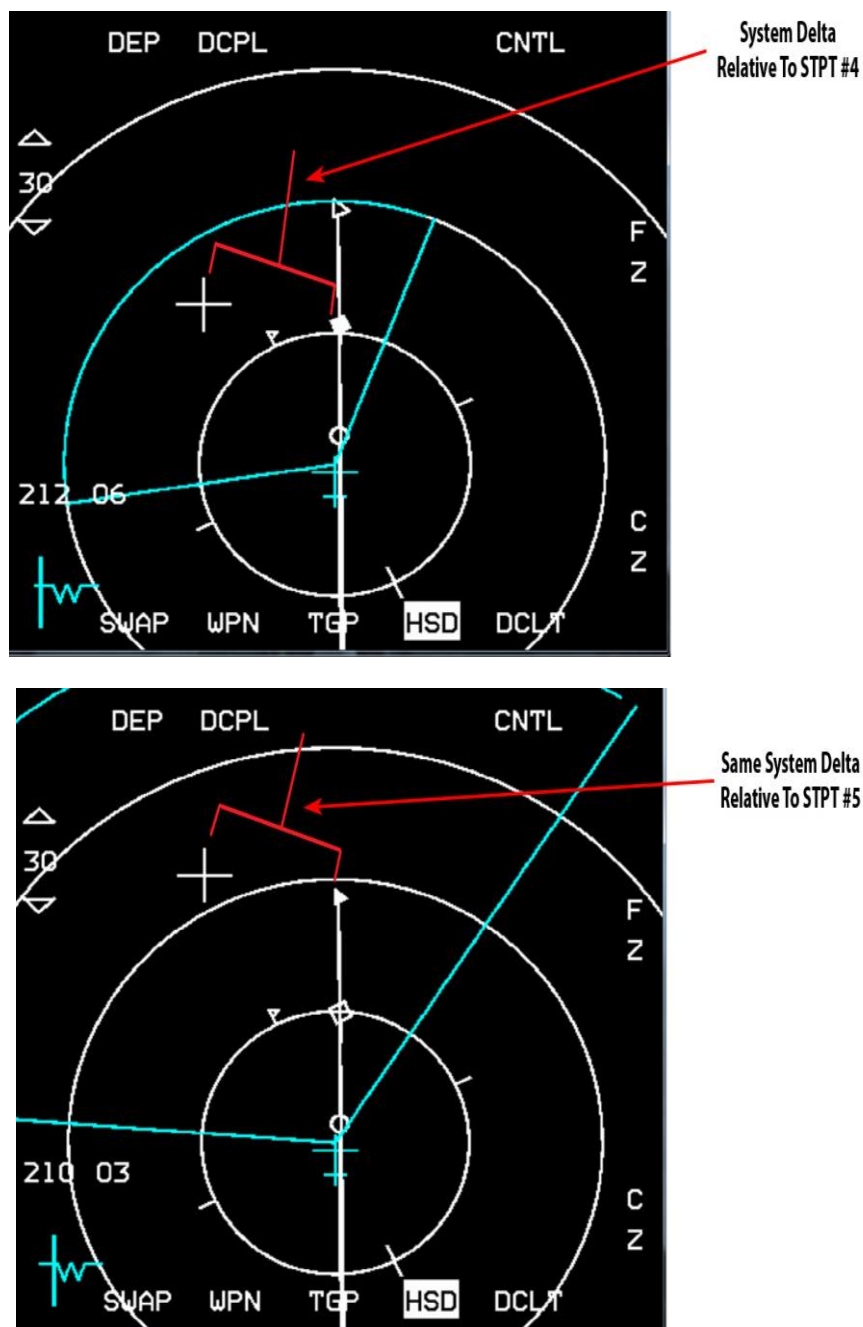 DEP DCPL CNTL
System Delta
Relative To STPT #4
30
F
Z
212 06
C
Z
SWAP WPN TGP HSD DCLT
DEP DCPL CNTL
Same System Delta
Relative To STPT #5
30
F
Z
210 03
C
Z
SWAP WPN TGP HSD DCLT